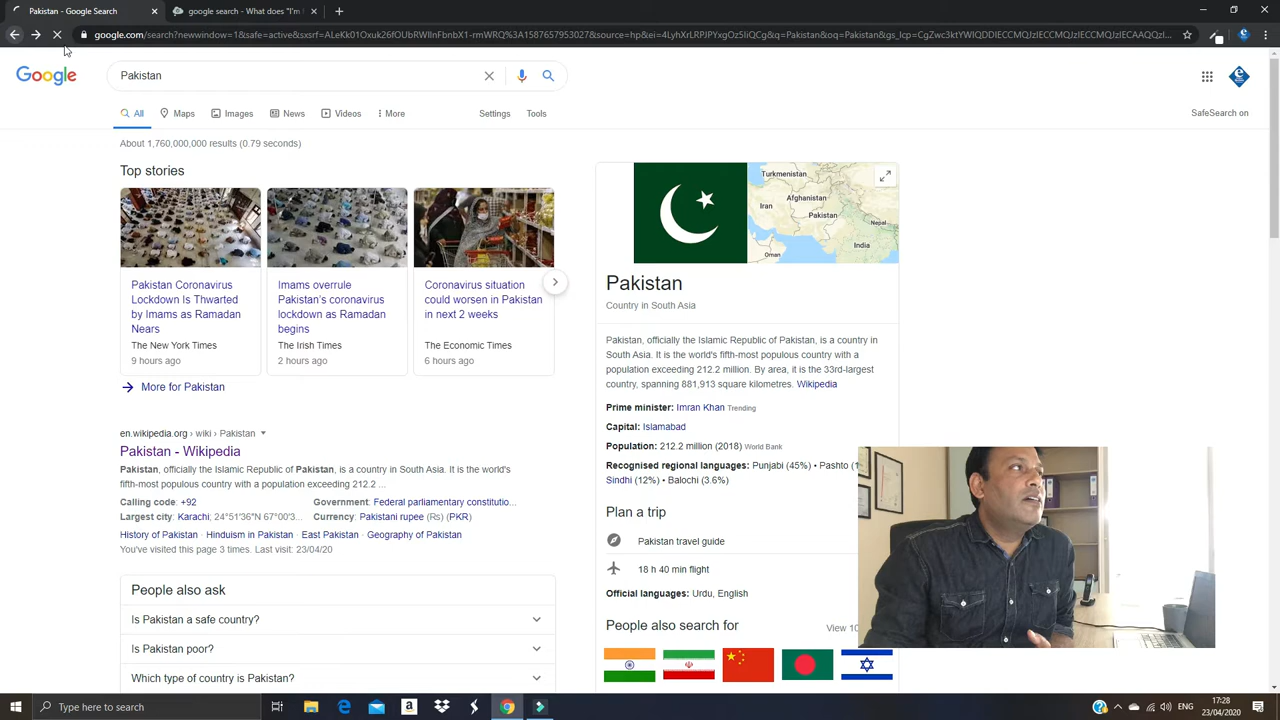 Pakistan - Google Search
google search - What does "I'm
google.com/search?newwindow=1&safe=active&sxsrf=ALeKk01Oxuk26fOUbRWIlnFbnbX1-rmWRQ%3A1587659302827&source=hp&ei=4LyhXrLRPJPYxgOz5IiQCg&q=Pakistan&oq=Pakistan&gs_lcp=CgZwc3ktYWIQDDIECCMQJzIECCMQJzIECCMQJzIECAAQ...
Google
Pakistan
All
Maps
Images
News
Videos
More
Settings
Tools
SafeSearch on
About 1,760,000,000 results (0.79 seconds)
Top stories
Pakistan Coronavirus
Lockdown Is Thwarted
by Imams as Ramadan
Nears
The New York Times
9 hours ago
Imams overrule
Pakistan's coronavirus
lockdown as Ramadan
begins
The Irish Times
2 hours ago
Coronavirus situation
could worsen in Pakistan
in next 2 weeks
The Economic Times
6 hours ago
More for Pakistan
en.wikipedia.org › wiki › Pakistan
Pakistan - Wikipedia
Pakistan, officially the Islamic Republic of Pakistan, is a country in South Asia. It is the world's
fifth-most populous country with a population exceeding 212.2 ...
Calling code: +92
Government: Federal parliamentary constitutio...
Largest city: Karachi; 24°51′36″N 67°00′3...
Currency: Pakistani rupee (Rs) (PKR)
History of Pakistan · Hinduism in Pakistan · East Pakistan · Geography of Pakistan
You've visited this page 3 times. Last visit: 23/04/20
People also ask
Is Pakistan a safe country?
Is Pakistan poor?
Which type of country is Pakistan?
Turkmenistan
Iran
Afghanistan
Pakistan
Nepal
India
Oman
Pakistan
Country in South Asia
Pakistan, officially the Islamic Republic of Pakistan, is a country in
South Asia. It is the world's fifth-most populous country with a
population exceeding 212.2 million. By area, it is the 33rd-largest
country, spanning 881,913 square kilometres. Wikipedia
Prime minister: Imran Khan Trending
Capital: Islamabad
Population: 212.2 million (2018) World Bank
Recognised regional languages: Punjabi (45%) • Pashto (1
Sindhi (12%) • Balochi (3.6%)
Plan a trip
Pakistan travel guide
18 h 40 min flight
Official languages: Urdu, English
People also search for
View 10
Type here to search
ENG
17:28
23/04/2020